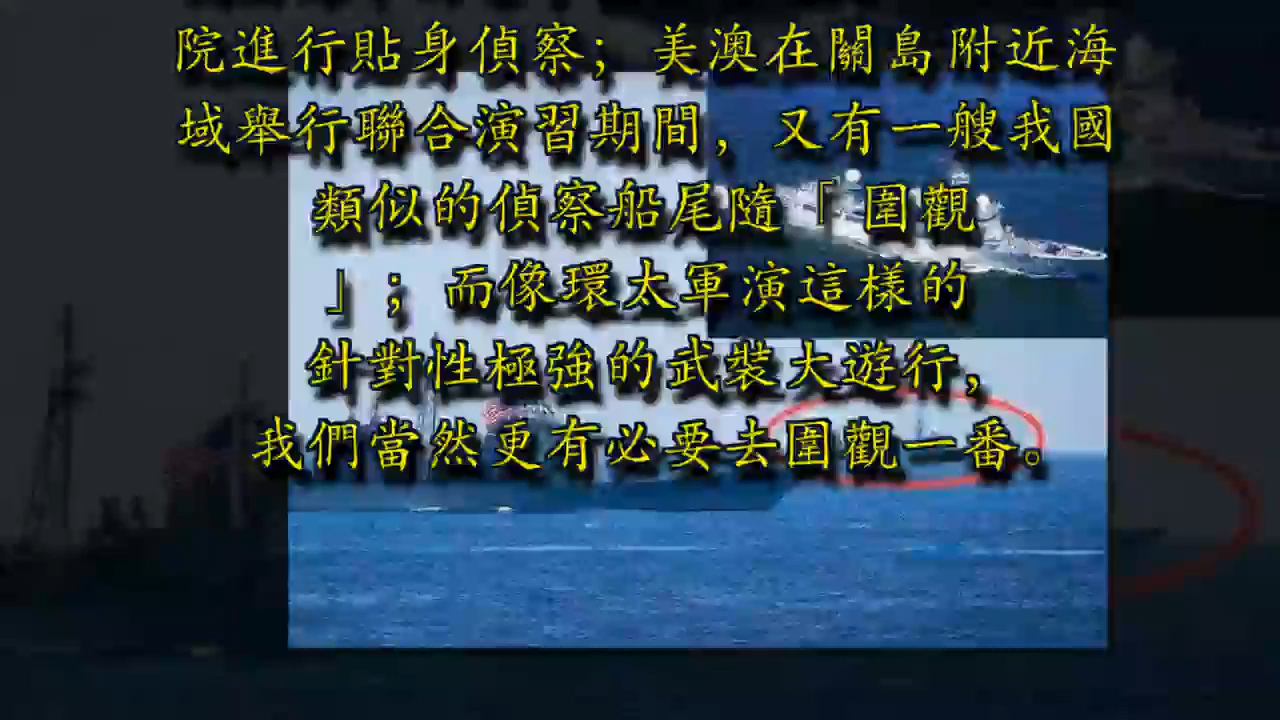 院進行貼身偵察；美澳在關島附近海
域舉行聯合演習期間，又有一艘我國
類似的偵察船尾隨「圍觀
」；而像環太軍演這樣的
針對性極強的武裝大遊行，
我們當然更有必要去圍觀一番。